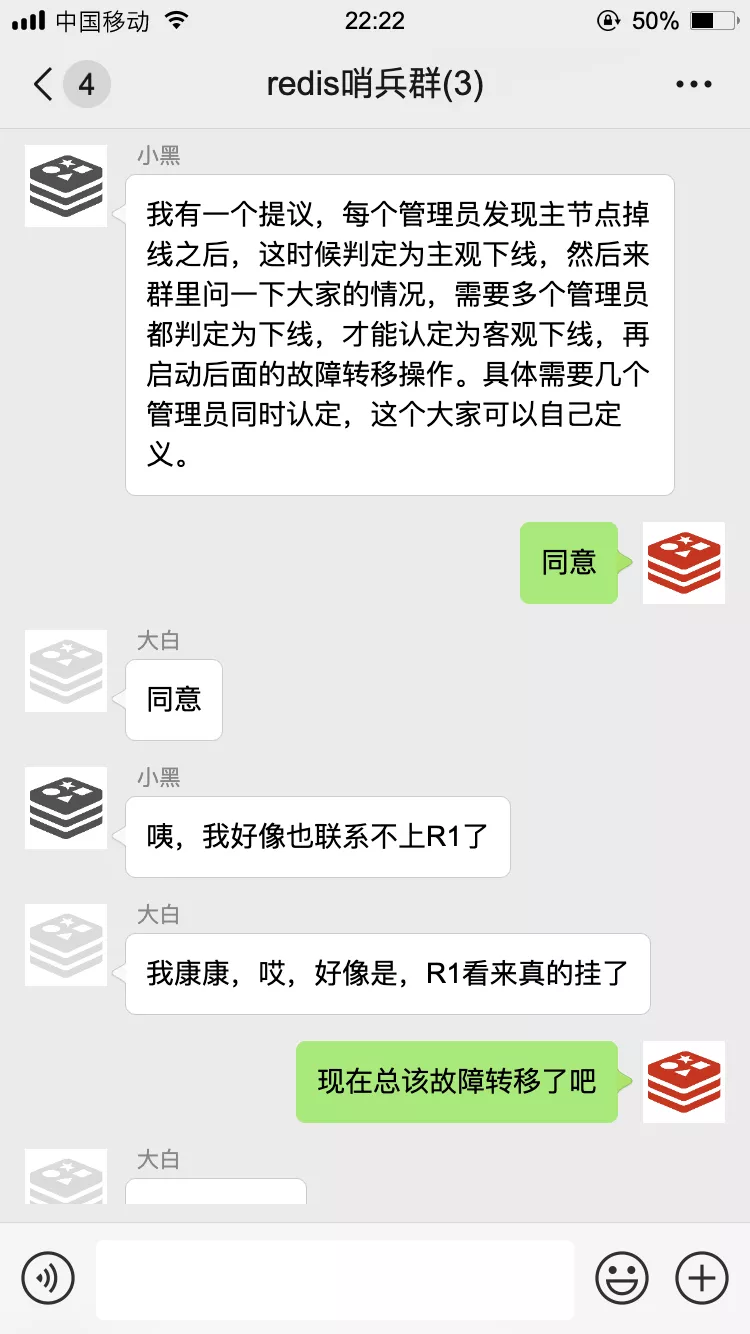 中国移动
22:22
50%
4
redis哨兵群(3)
小黑
我有一个提议，每个管理员发现主节点掉
线之后，这时候判定为主观下线，然后来
群里问一下大家的情况，需要多个管理员
都判定为下线，才能认定为客观下线，再
启动后面的故障转移操作。具体需要几个
管理员同时认定，这个大家可以自己定
义。
同意
大白
同意
小黑
咦，我好像也联系不上R1了
大白
我康康，哎，好像是，R1看来真的挂了
现在总该故障转移了吧
大白